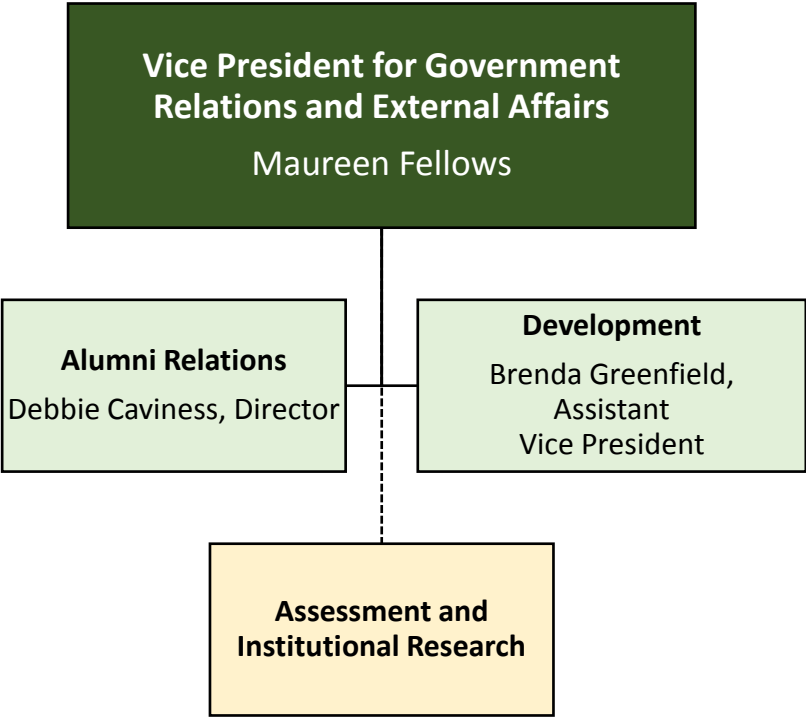 Vice President for Government
Relations and External Affairs
Maureen Fellows
Alumni Relations
Debbie Caviness, Director
Development
Brenda Greenfield,
Assistant
Vice President
Assessment and
Institutional Research